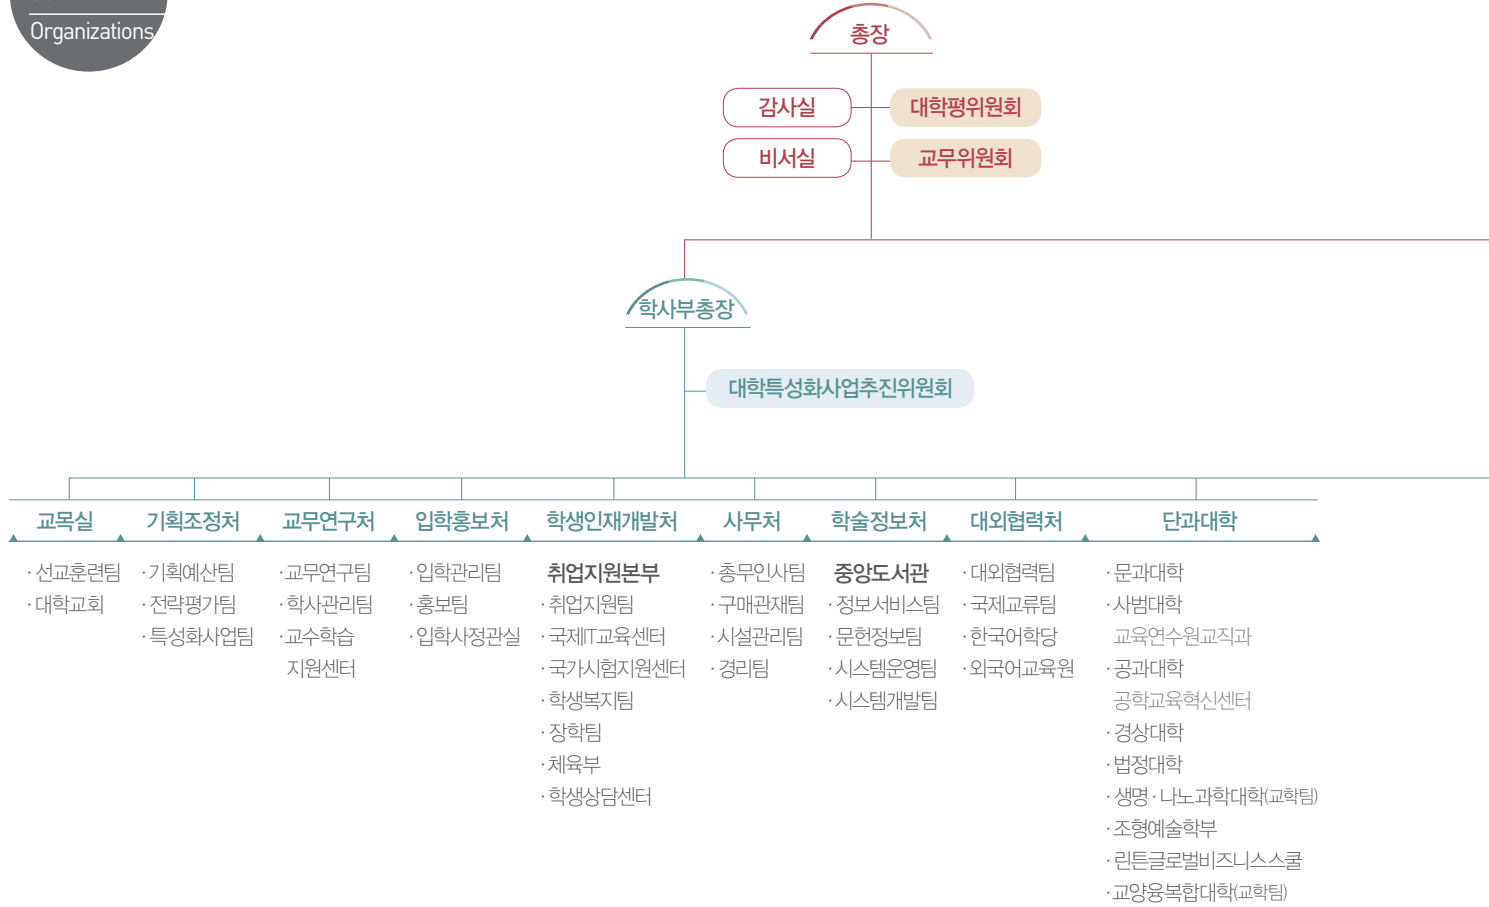 Organizations
총장
감사실
대학평위원회
비서실
교무위원회
학사부총장
대학특성화사업추진위원회
교목실
· 선교훈련팀
· 대학교회
기획조정처
· 기획예산팀
· 전략평가팀
· 특성화사업팀
교무연구처
· 교무연구팀
· 학사관리팀
· 교수학습
지원센터
입학홍보처
· 입학관리팀
· 홍보팀
· 입학사정관실
학생인재개발처
취업지원본부
· 취업지원팀
· 국제IT교육센터
· 국가시험지원센터
· 학생복지팀
· 장학팀
· 체육부
· 학생상담센터
사무처
· 총무인사팀
· 구매관재팀
· 시설관리팀
· 경리팀
학술정보처
중앙도서관
· 정보서비스팀
· 문헌정보팀
· 시스템운영팀
· 시스템개발팀
대외협력처
· 대외협력팀
· 국제교류팀
· 한국어학당
· 외국어교육원
단과대학
· 문과대학
· 사범대학
교육연수원교직과
· 공과대학
공학교육혁신센터
· 경상대학
· 법정대학
· 생명 · 나노과학대학(교학팀)
· 조형예술학부
· 린튼글로벌비즈니스스쿨
· 교양융복합대학(교학팀)